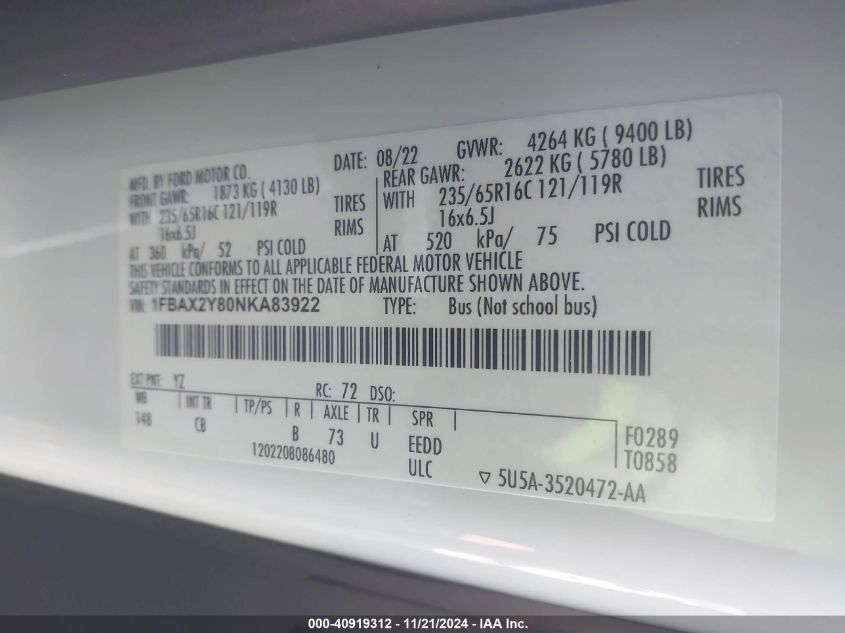 MFD. BY FORD MOTOR CO.
DATE: 08/22 GVWR: 4264 KG ( 9400 LB)
FRONT GAWR: 1873 KG ( 4130 LB)
REAR GAWR: 2622 KG ( 5780 LB)
WITH 235/65R16C 121/119R TIRES
WITH 235/65R16C 121/119R TIRES
16x6.5J RIMS
16x6.5J RIMS
AT 360 kPa/ 52 PSI COLD
AT 520 kPa/ 75 PSI COLD
THIS VEHICLE CONFORMS TO ALL APPLICABLE FEDERAL MOTOR VEHICLE
SAFETY STANDARDS IN EFFECT ON THE DATE OF MANUFACTURE SHOWN ABOVE.
VIN: 1FBAX2Y80NKA83922 TYPE: Bus (Not school bus)
EXT PNT: YZ RC: 72 DSO:
WB INT TR TP/PS R AXLE TR SPR
148 CB B 73 U EEDD
F0289
T0858
1202208086480 ULC
5U5A-3520472-AA
000-40919312 - 11/21/2024 - IAA Inc.